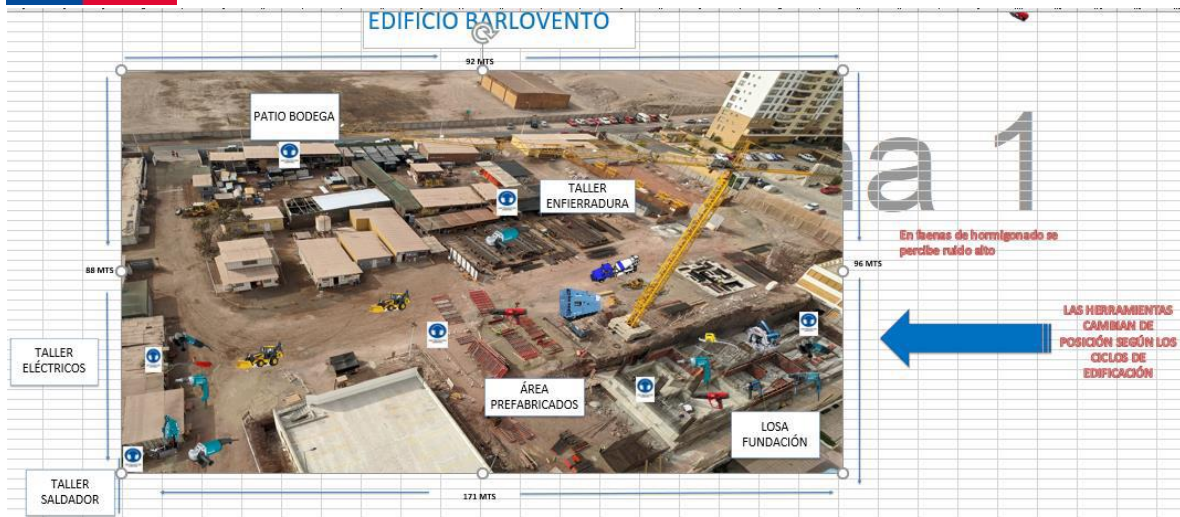 EDIFICIO BARLOVENTO
92 MTS
PATIO BODEGA
TALLER
ENFIERRADURA
na 1
En faenas de hormigonado se
percibe ruido alto
88 MTS
96 MTS
LAS HERRAMIENTAS
CAMBIAN DE
POSICIÓN SEGÚN LOS
CICLOS DE
EDIFICACIÓN
TALLER
ELÉCTRICOS
ÁREA
PREFABRICADOS
LOSA
FUNDACIÓN
TALLER
SALDADOR
171 MTS